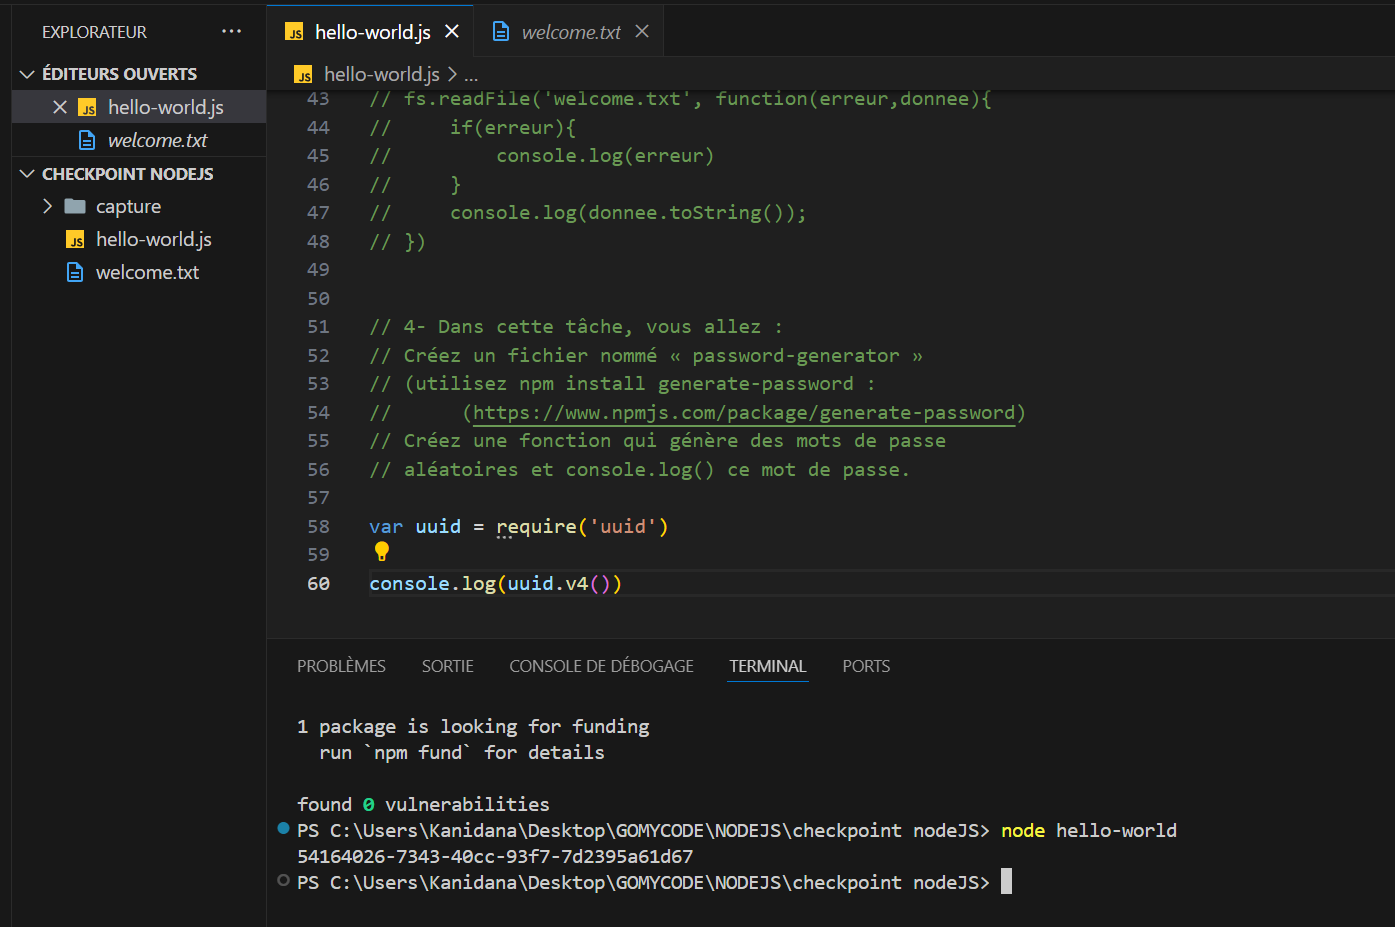 EXPLORATEUR ...
ÉDITEURS OUVERTS
JS hello-world.js
welcome.txt
CHECKPOINT NODEJS
capture
JS hello-world.js
welcome.txt
JS hello-world.js
welcome.txt
JS hello-world.js > ...
43 // fs.readFile('welcome.txt', function(erreur,donnee){
44 //     if(erreur){
45 //         console.log(erreur)
46 //     }
47 //     console.log(donnee.toString());
48 // })
49
50
51 // 4- Dans cette tâche, vous allez :
52 // Créez un fichier nommé « password-generator »
53 // (utilisez npm install generate-password :
54 //      (https://www.npmjs.com/package/generate-password)
55 // Créez une fonction qui génère des mots de passe
56 // aléatoires et console.log() ce mot de passe.
57
58 var uuid = require('uuid')
59
60 console.log(uuid.v4())
PROBLÈMES SORTIE CONSOLE DE DÉBOGAGE TERMINAL PORTS
1 package is looking for funding
  run `npm fund` for details
found 0 vulnerabilities
PS C:\Users\Kanidana\Desktop\GOMYCODE\NODEJS\checkpoint nodeJS> node hello-world
54164026-7343-40cc-93f7-7d2395a61d67
PS C:\Users\Kanidana\Desktop\GOMYCODE\NODEJS\checkpoint nodeJS>